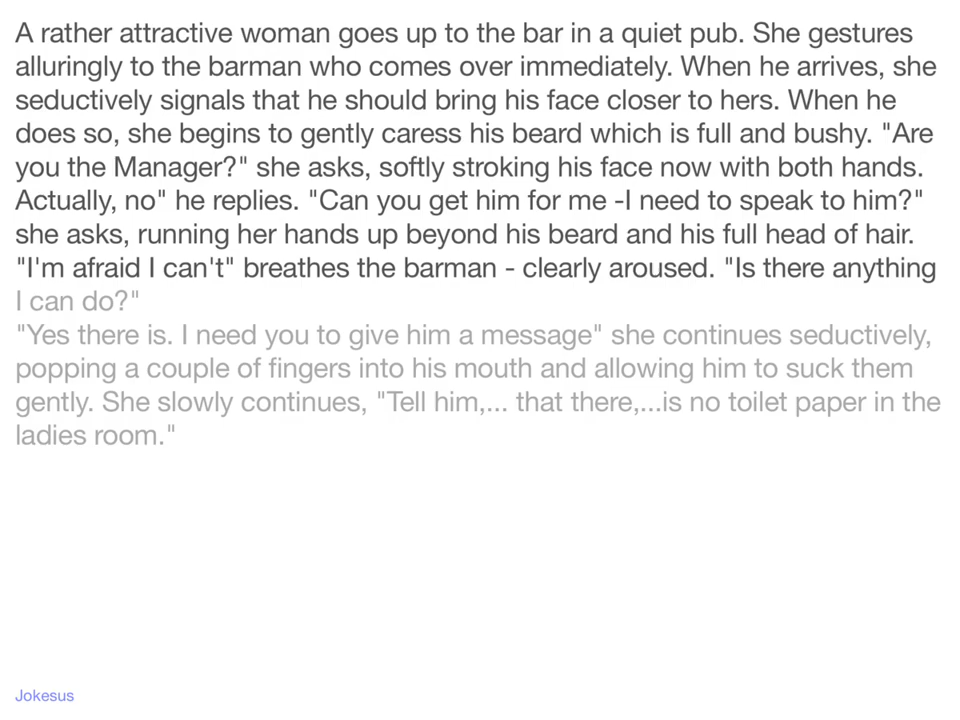 A rather attractive woman goes up to the bar in a quiet pub. She gestures
alluringly to the barman who comes over immediately. When he arrives, she
seductively signals that he should bring his face closer to hers. When he
does so, she begins to gently caress his beard which is full and bushy. "Are
you the Manager?" she asks, softly stroking his face now with both hands.
Actually, no" he replies. "Can you get him for me -I need to speak to him?"
she asks, running her hands up beyond his beard and his full head of hair.
"I'm afraid I can't" breathes the barman - clearly aroused. "Is there anything
I can do?"
"Yes there is. I need you to give him a message" she continues seductively,
popping a couple of fingers into his mouth and allowing him to suck them
gently. She slowly continues, "Tell him,... that there,...is no toilet paper in the
ladies room."
Jokesus